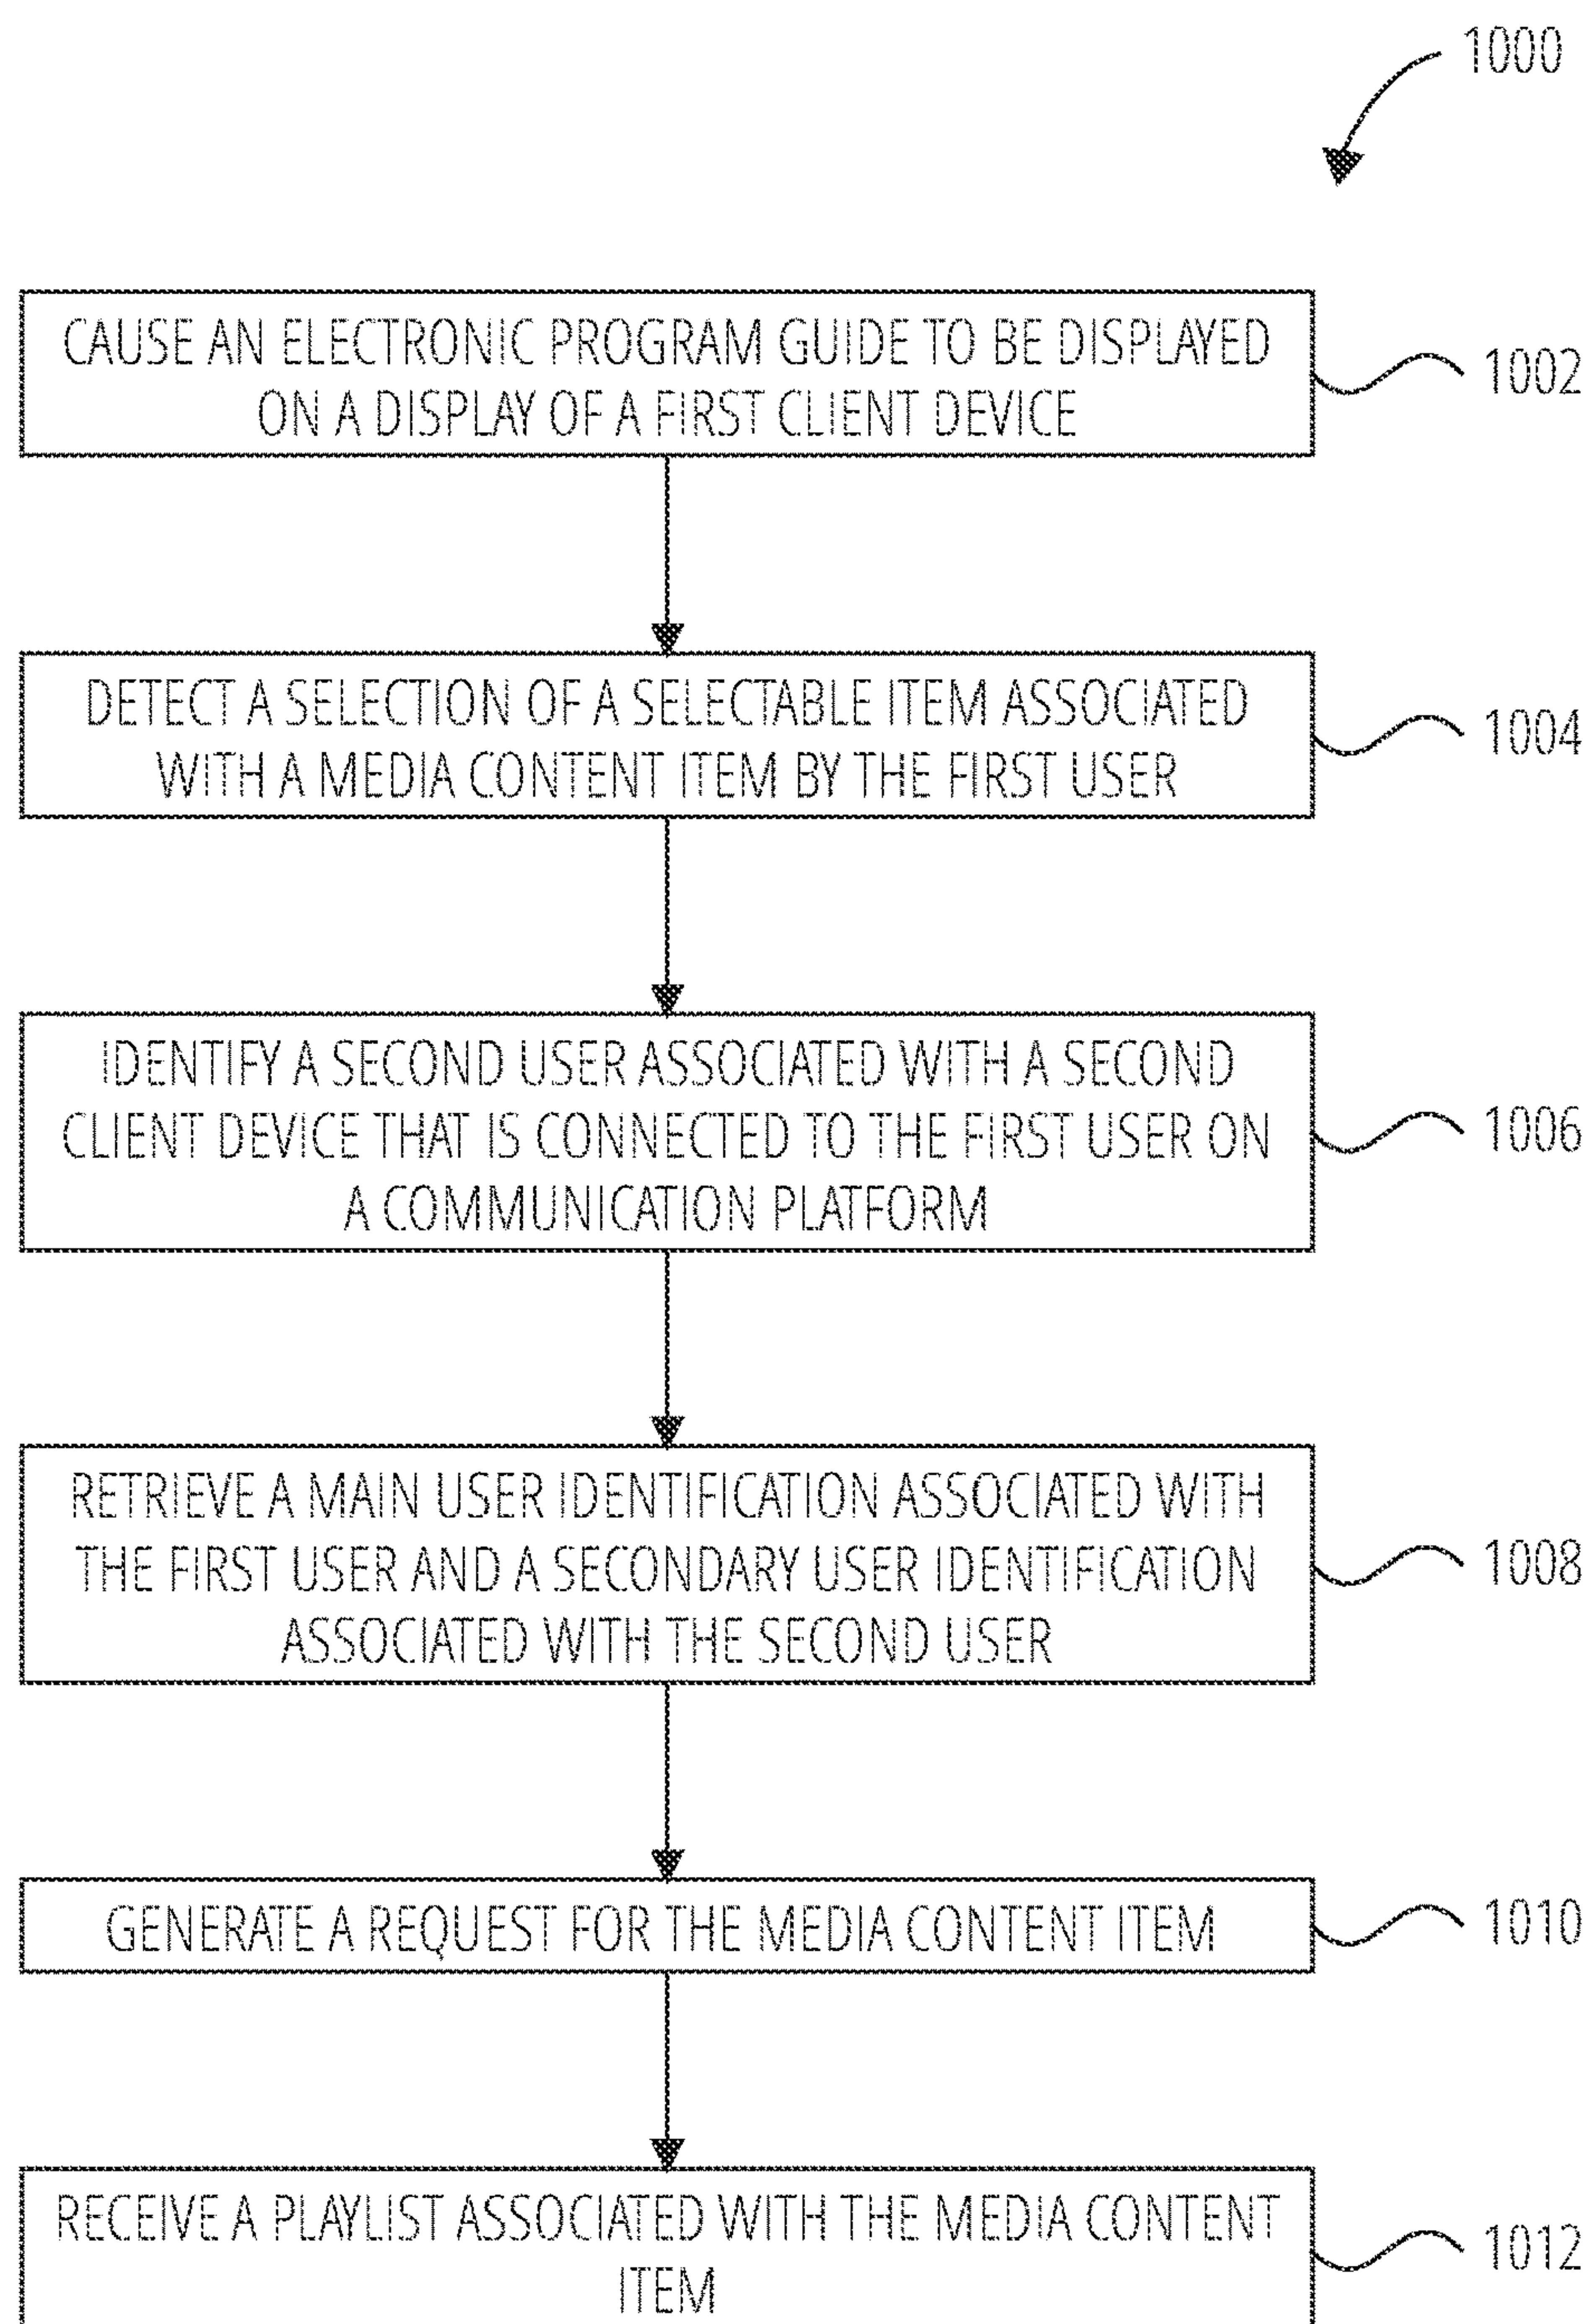 1000
CAUSE AN ELECTRONIC PROGRAM GUIDE TO BE DISPLAYED
ON A DISPLAY OF A FIRST CLIENT DEVICE
1002
DETECT A SELECTION OF A SELECTABLE ITEM ASSOCIATED
WITH A MEDIA CONTENT ITEM BY THE FIRST USER
1004
IDENTIFY A SECOND USER ASSOCIATED WITH A SECOND
CLIENT DEVICE THAT IS CONNECTED TO THE FIRST USER ON
A COMMUNICATION PLATFORM
1006
RETRIEVE A MAIN USER IDENTIFICATION ASSOCIATED WITH
THE FIRST USER AND A SECONDARY USER IDENTIFICATION
ASSOCIATED WITH THE SECOND USER
1008
GENERATE A REQUEST FOR THE MEDIA CONTENT ITEM
1010
RECEIVE A PLAYLIST ASSOCIATED WITH THE MEDIA CONTENT
ITEM
1012